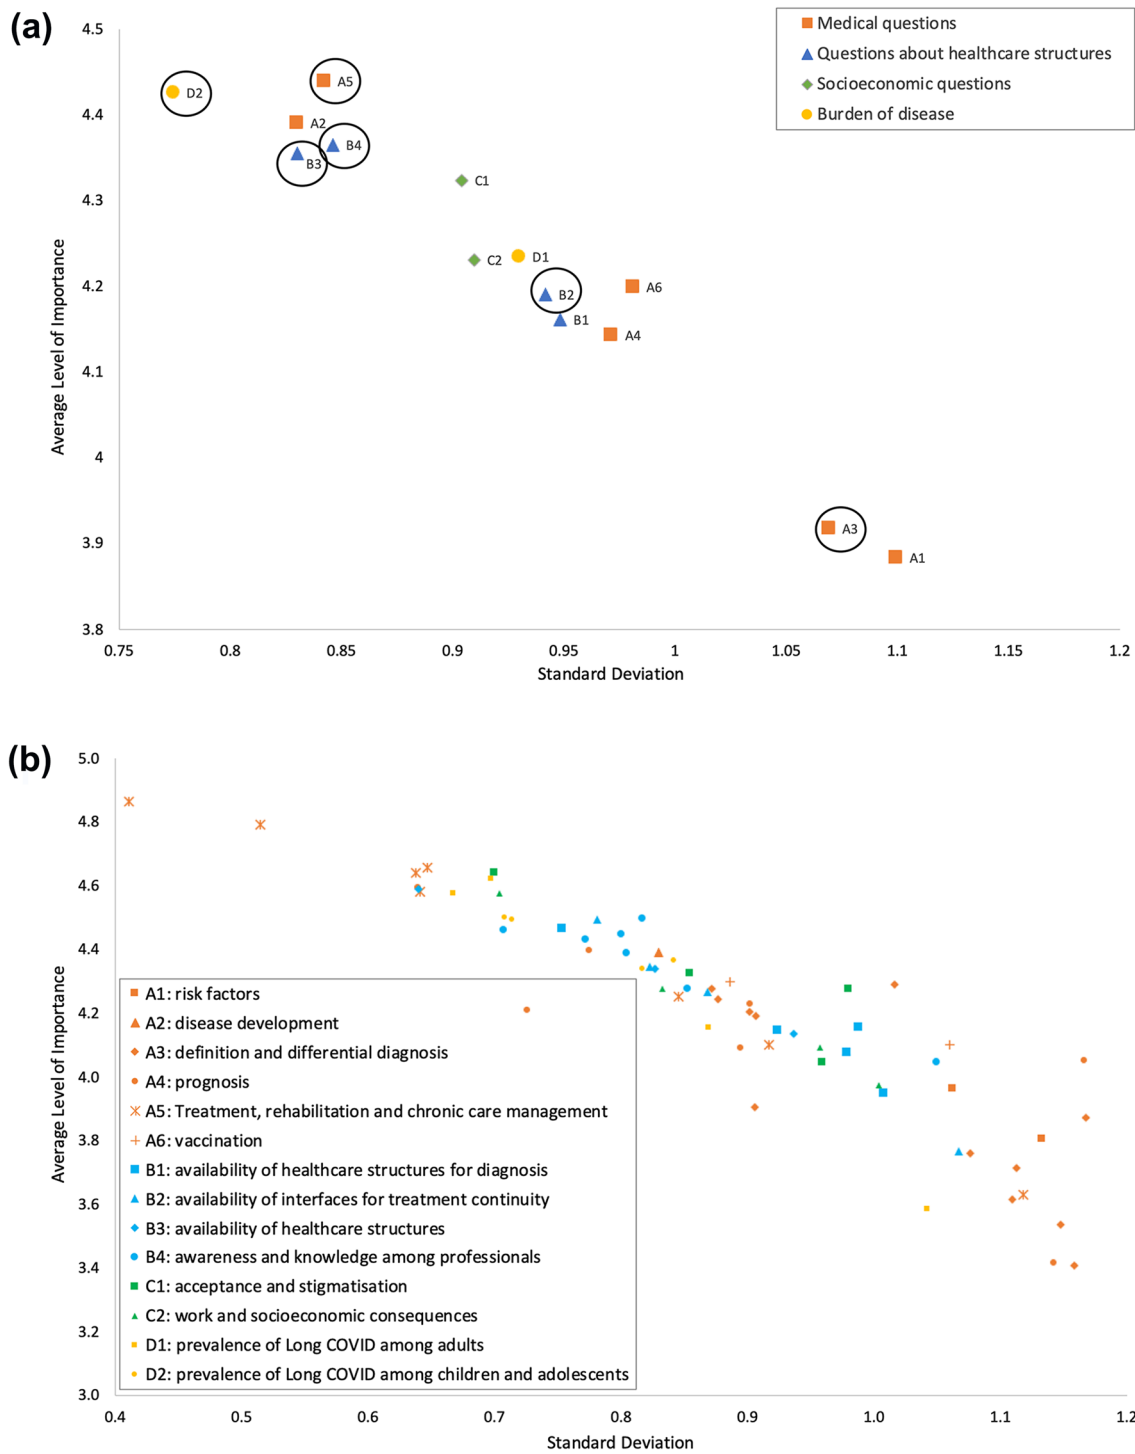 (a)
4.5
4.4
4.3
4.2
4.1
4
3.9
3.8
Average Level of Importance
Medical questions
Questions about healthcare structures
Socioeconomic questions
Burden of disease
D2
A5
A2
B4
B3
C1
C2
D1
B2
A6
B1
A4
A3
A1
0.75 0.8 0.85 0.9 0.95 1 1.05 1.1 1.15 1.2
Standard Deviation
(b)
5.0
4.8
4.6
4.4
4.2
4.0
3.8
3.6
3.4
3.2
3.0
Average Level of Importance
A1: risk factors
A2: disease development
A3: definition and differential diagnosis
A4: prognosis
A5: Treatment, rehabilitation and chronic care management
A6: vaccination
B1: availability of healthcare structures for diagnosis
B2: availability of interfaces for treatment continuity
B3: availability of healthcare structures
B4: awareness and knowledge among professionals
C1: acceptance and stigmatisation
C2: work and socioeconomic consequences
D1: prevalence of Long COVID among adults
D2: prevalence of Long COVID among children and adolescents
0.4 0.5 0.6 0.7 0.8 0.9 1.0 1.1 1.2
Standard Deviation